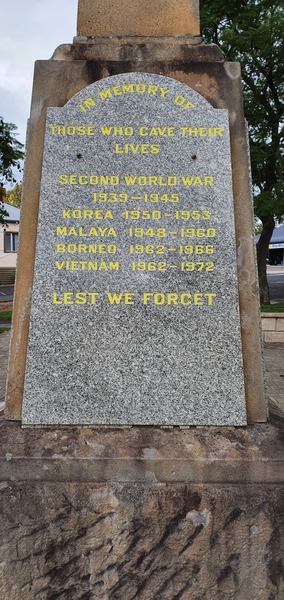 IN MEMORY OF
THOSE WHO GAVE THEIR
LIVES
SECOND WORLD WAR
1939-1945
KOREA 1950-1953
MALAYA 1948-1960
BORNEO 1962-1966
VIETNAM 1962-1972
LEST WE FORGET